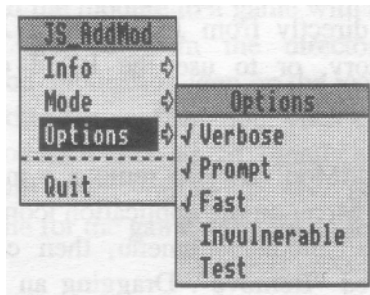 JS_AddMod
Info
Mode
Options
Quit
Options
√ Verbose
√ Prompt
√ Fast
Invulnerable
Test